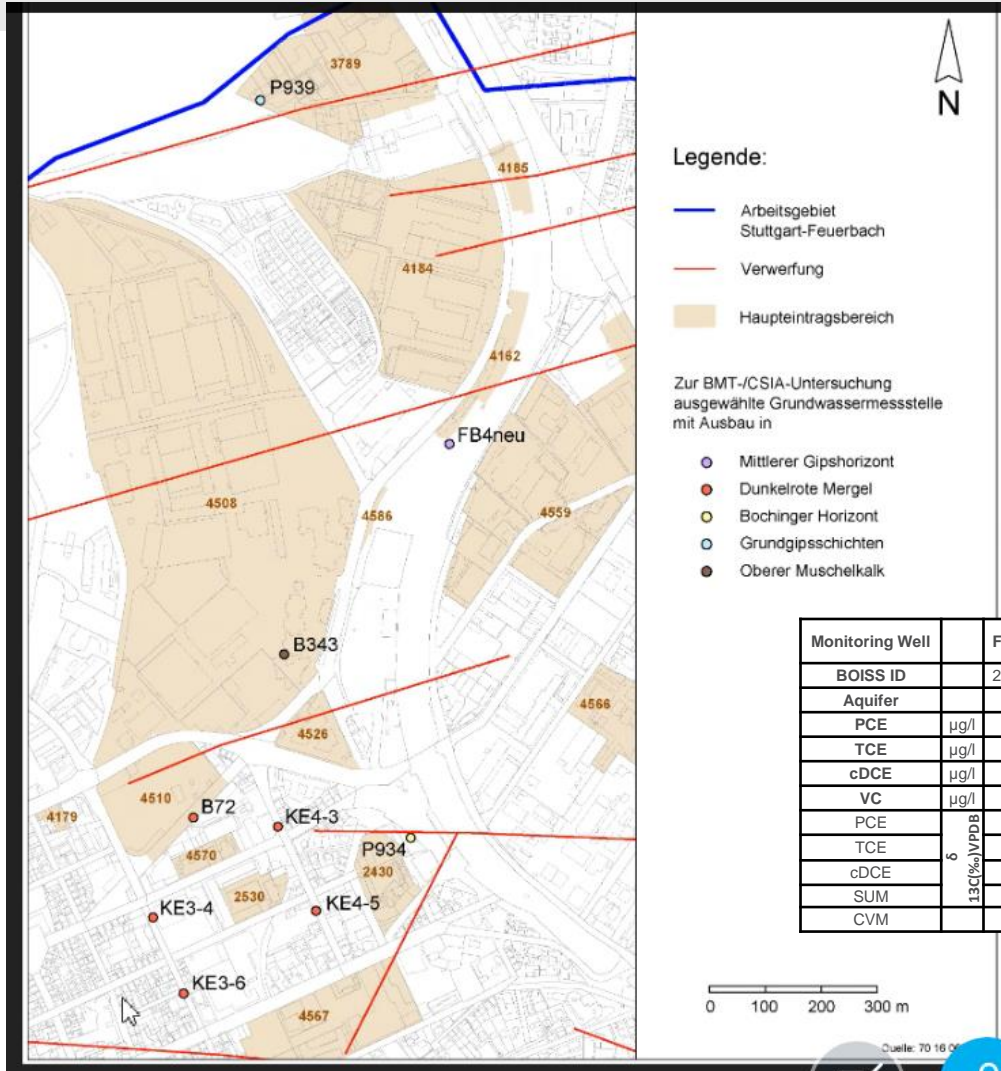 3789
P939
4185
4184
4162
FB4neu
4508
4586
4559
B343
4566
4526
4510
B72
KE4-3
4179
P934
4570
2430
2530
KE4-5
KE3-4
KE3-6
4567
N
Legende:
Arbeitsgebiet
Stuttgart-Feuerbach
Verwerfung
Haupteintragsbereich
Zur BMT-/CSIA-Untersuchung
ausgewählte Grundwassermessstelle
mit Ausbau in
Mittlerer Gipshorizont
Dunkelrote Mergel
Bochinger Horizont
Grundgipsschichten
Oberer Muschelkalk
Monitoring Well F
BOISS ID 2
Aquifer
PCE µg/l
TCE µg/l
cDCE µg/l
VC µg/l
PCE
TCE
cDCE
SUM
CVM
δ
13C(‰)VPDB
0 100 200 300 m
Quelle: 70 16